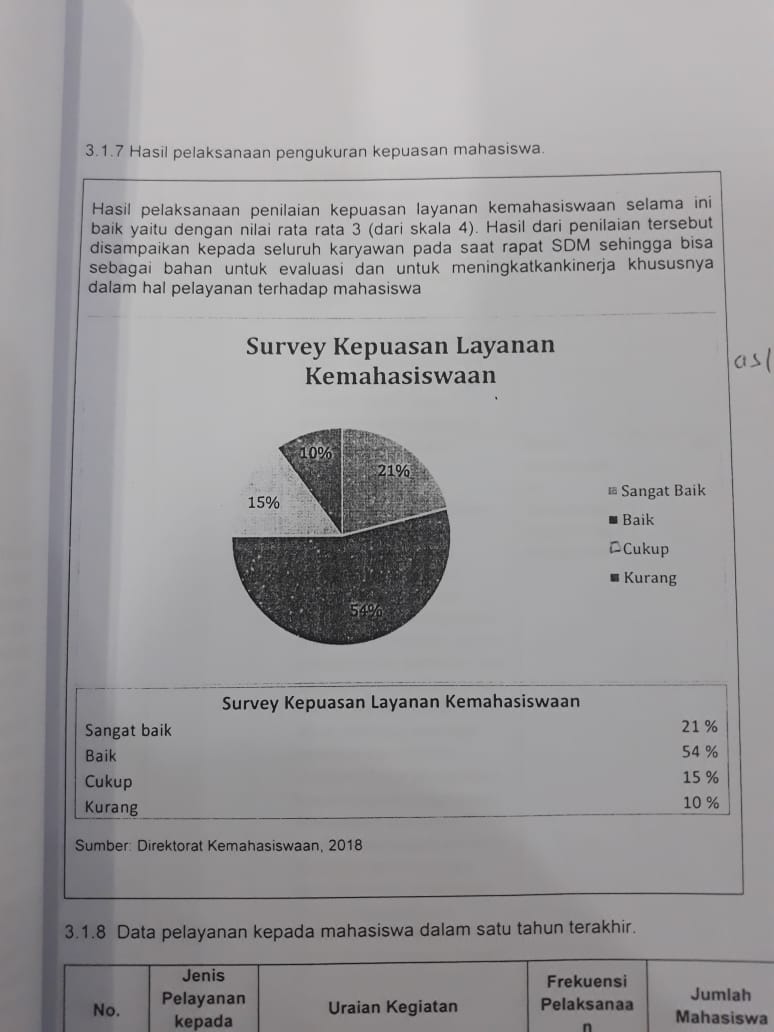 3.1.7 Hasil pelaksanaan pengukuran kepuasan mahasiswa.
Hasil pelaksanaan penilaian kepuasan layanan kemahasiswaan selama ini
baik yaitu dengan nilai rata rata 3 (dari skala 4). Hasil dari penilaian tersebut
disampaikan kepada seluruh karyawan pada saat rapat SDM sehingga bisa
sebagai bahan untuk evaluasi dan untuk meningkatkankinerja khususnya
dalam hal pelayanan terhadap mahasiswa
Survey Kepuasan Layanan
Kemahasiswaan
10%
21%
15%
54%
Sangat Baik
Baik
Cukup
Kurang
Survey Kepuasan Layanan Kemahasiswaan
Sangat baik 21 %
Baik 54 %
Cukup 15 %
Kurang 10 %
Sumber: Direktorat Kemahasiswaan, 2018
3.1.8 Data pelayanan kepada mahasiswa dalam satu tahun terakhir.
No.
Jenis
Pelayanan
kepada
Uraian Kegiatan
Frekuensi
Pelaksanaa
n
Jumlah
Mahasiswa